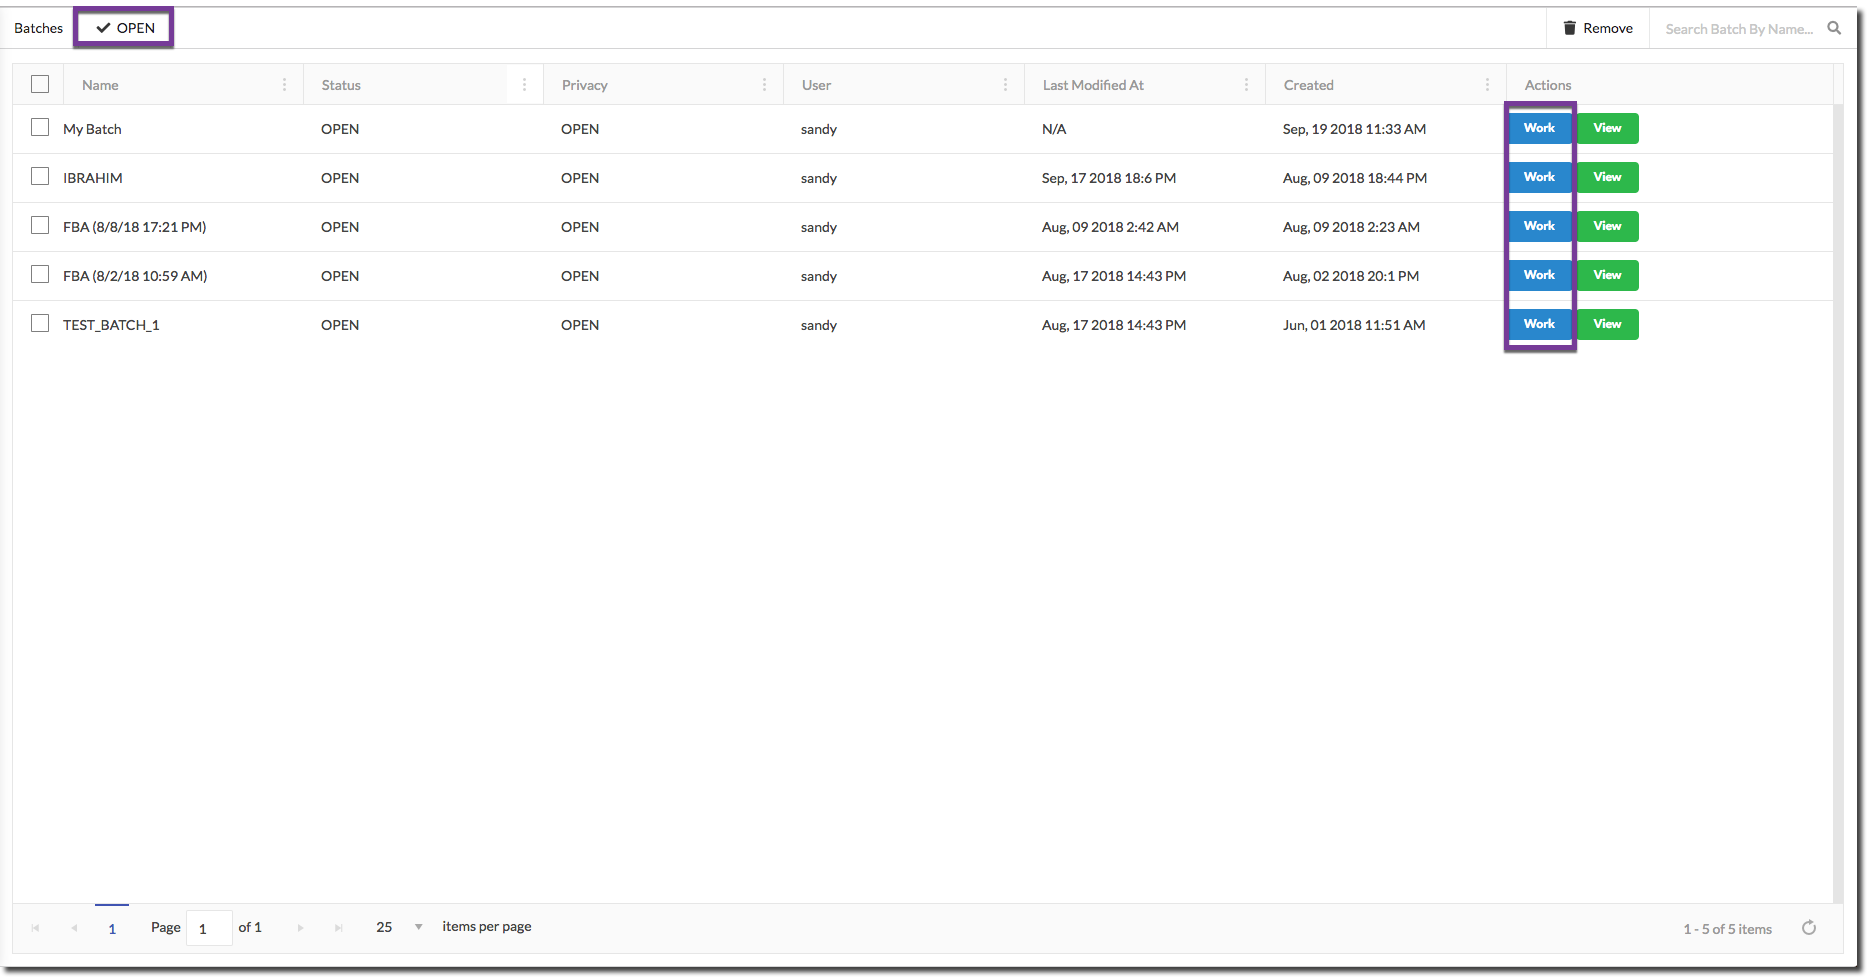 Batches OPEN Remove Search Batch By Name...
Name Status Privacy User Last Modified At Created Actions
My Batch OPEN OPEN sandy N/A Sep, 19 2018 11:33 AM Work View
IBRAHIM OPEN OPEN sandy Sep, 17 2018 18:6 PM Aug, 09 2018 18:44 PM Work View
FBA (8/8/18 17:21 PM) OPEN OPEN sandy Aug, 09 2018 2:42 AM Aug, 09 2018 2:23 AM Work View
FBA (8/2/18 10:59 AM) OPEN OPEN sandy Aug, 17 2018 14:43 PM Aug, 02 2018 20:1 PM Work View
TEST_BATCH_1 OPEN OPEN sandy Aug, 17 2018 14:43 PM Jun, 01 2018 11:51 AM Work View
1 Page 1 of 1 25 items per page 1 - 5 of 5 items